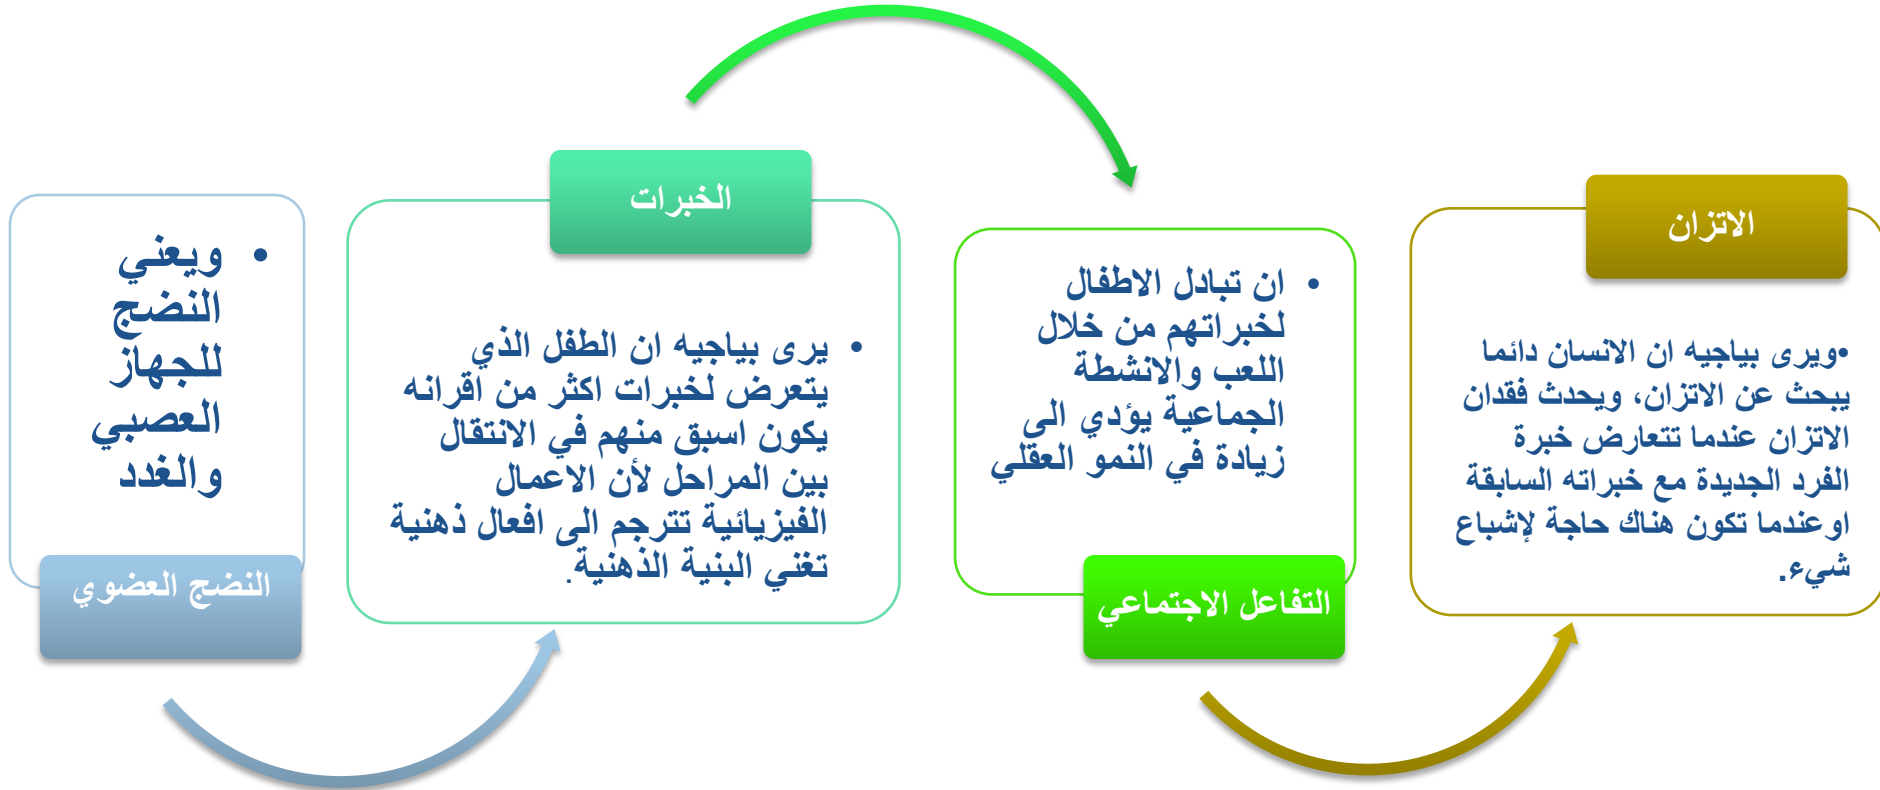 النضج العضوي
• ويعني
النضج
للجهاز
العصبي
والغدد
الخبرات
• يرى بياجيه ان الطفل الذي
يتعرض لخبرات اكثر من اقرانه
يكون اسبق منهم في الانتقال
بين المراحل لأن الاعمال
الفيزيائية تترجم الى افعال ذهنية
تغني البنية الذهنية.
التفاعل الاجتماعي
• ان تبادل الاطفال
لخبراتهم من خلال
اللعب والانشطة
الجماعية يؤدي الى
زيادة في النمو العقلي
الاتزان
•ويرى بياجيه ان الانسان دائما
يبحث عن الاتزان، ويحدث فقدان
الاتزان عندما تتعارض خبرة
الفرد الجديدة مع خبراته السابقة
اوعندما تكون هناك حاجة لإشباع
شيء.